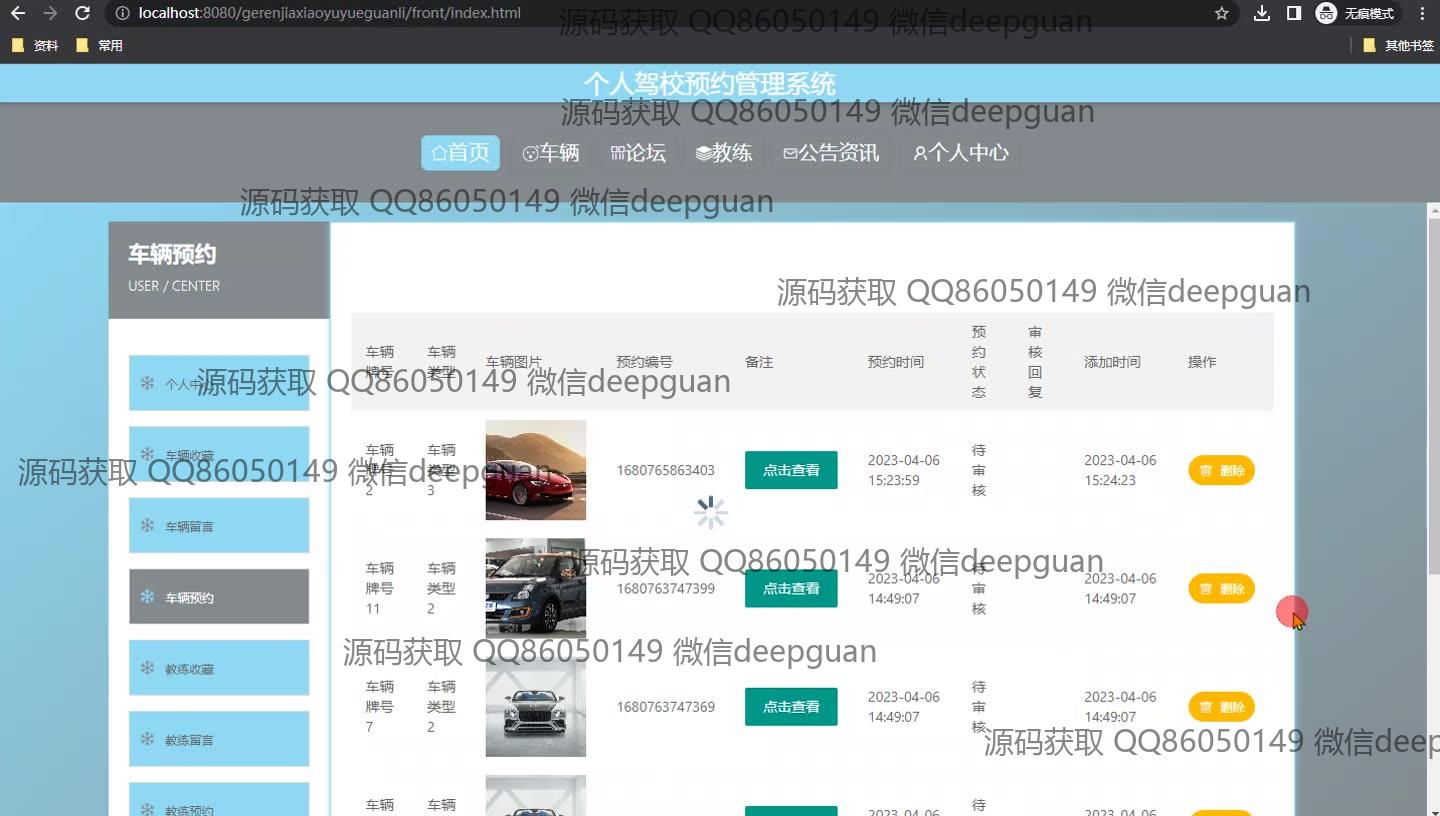 localhost:8080/gerenjiaxiaoyuyueguanli/front/index.html
无痕模式
资料
常用
其他书签
源码获取 QQ86050149 微信deepguan
个人驾校预约管理系统
源码获取 QQ86050149 微信deepguan
首页
车辆
论坛
教练
公告资讯
个人中心
源码获取 QQ86050149 微信deepguan
车辆预约
USER / CENTER
源码获取 QQ86050149 微信deepguan
车辆
牌号
车辆
类型
车辆图片
预约编号
备注
预约时间
预
约
状
态
审
核
回
复
添加时间
操作
个人中心
源码获取 QQ86050149 微信deepguan
车辆收藏
源码获取 QQ86050149 微信deepguan
车辆留言
车辆预约
教练收藏
教练留言
教练预约
车辆
牌号
2
车辆
类型
3
1680765863403
点击查看
2023-04-06
15:23:59
待
审
核
2023-04-06
15:24:23
删除
源码获取 QQ86050149 微信deepguan
车辆
牌号
11
车辆
类型
2
1680763747399
点击查看
2023-04-06
14:49:07
待
审
核
2023-04-06
14:49:07
删除
源码获取 QQ86050149 微信deepguan
车辆
牌号
7
车辆
类型
2
1680763747369
点击查看
2023-04-06
14:49:07
待
审
核
2023-04-06
14:49:07
删除
源码获取 QQ86050149 微信deep
车辆
车辆
2023-04-06
待
2023-04-06